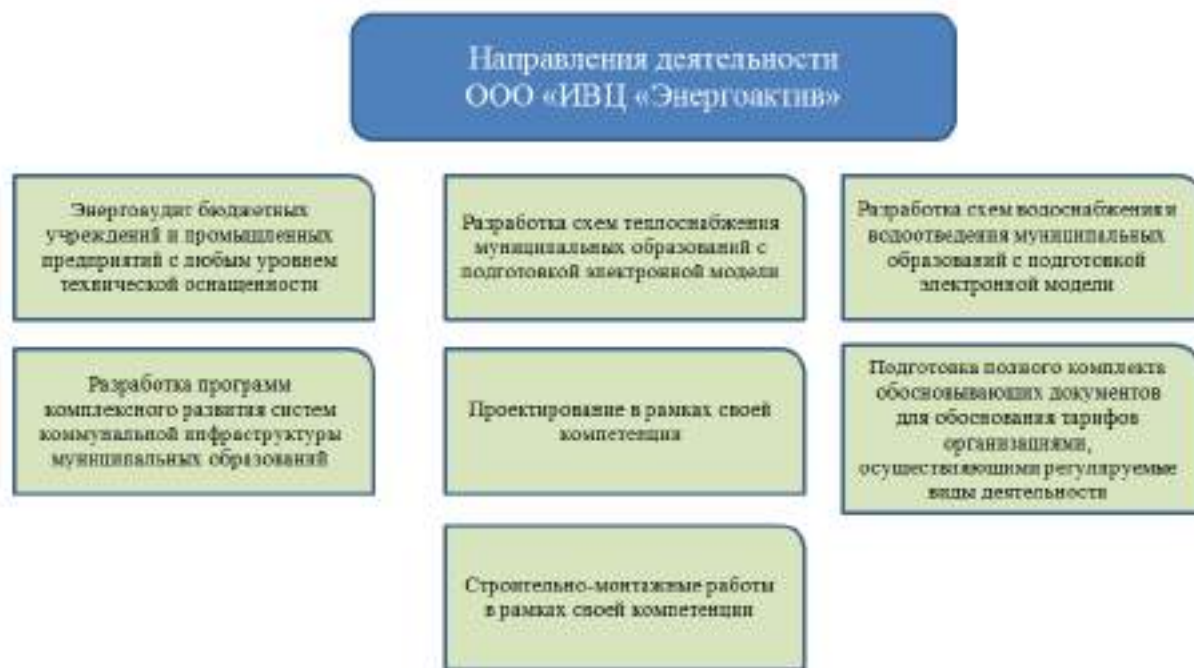 Направления деятельности
ООО «ИВЦ «Энергоактив»
Энергоаудит бюджетных
учреждений и промышленных
предприятий с любым уровнем
технической оснащенности
Разработка схем теплоснабжения
муниципальных образований с
подготовкой электронной модели
Разработка схем водоснабжения и
водоотведения муниципальных
образований с подготовкой
электронной модели
Разработка программ
комплексного развития систем
коммунальной инфраструктуры
муниципальных образований
Проектирование в рамках своей
компетенции
Подготовка полного комплекта
обосновывающих документов
для обоснования тарифов
организациями,
осуществляющими регулируемые
виды деятельности
Строительно-монтажные работы
в рамках своей компетенции